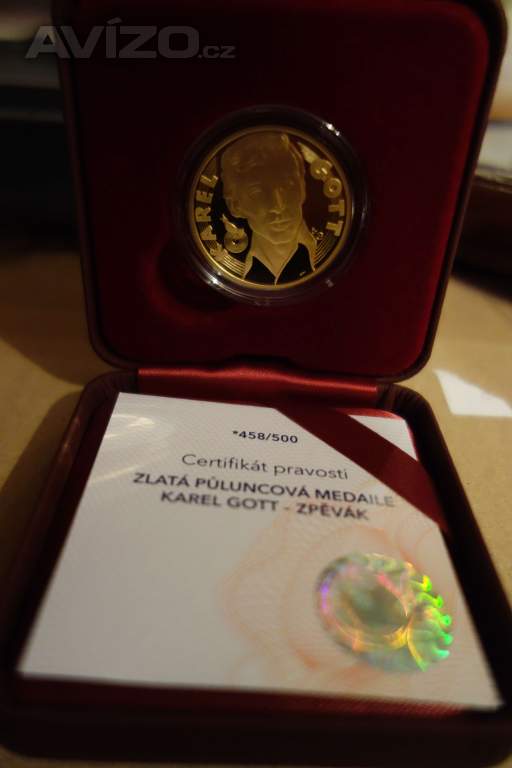 AVÍZO.cz
KAREL GOTT
*458/500
Certifikát pravosti
ZLATÁ PŮLUNCOVÁ MEDAILE
KAREL GOTT - ZPĚVÁK